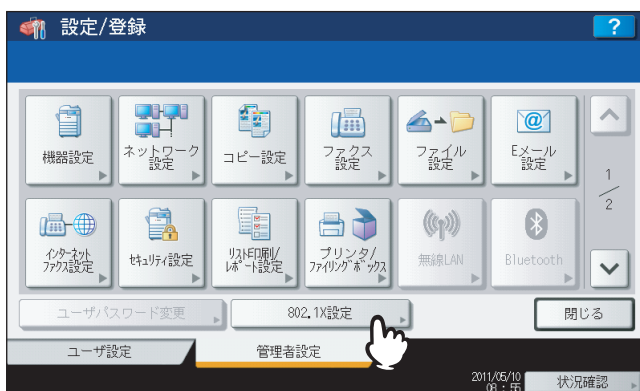 設定/登録
?
機器設定
ネットワーク
設定
コピー設定
ファクス
設定
ファイル
設定
Eメール
設定
1
2
インターネット
ファクス設定
セキュリティ設定
リスト印刷/
レポート設定
プリンタ/
ファイリングボックス
無線LAN
Bluetooth
ユーザパスワード変更
802.1X設定
閉じる
ユーザ設定
管理者設定
2011/05/10
08:55
状況確認